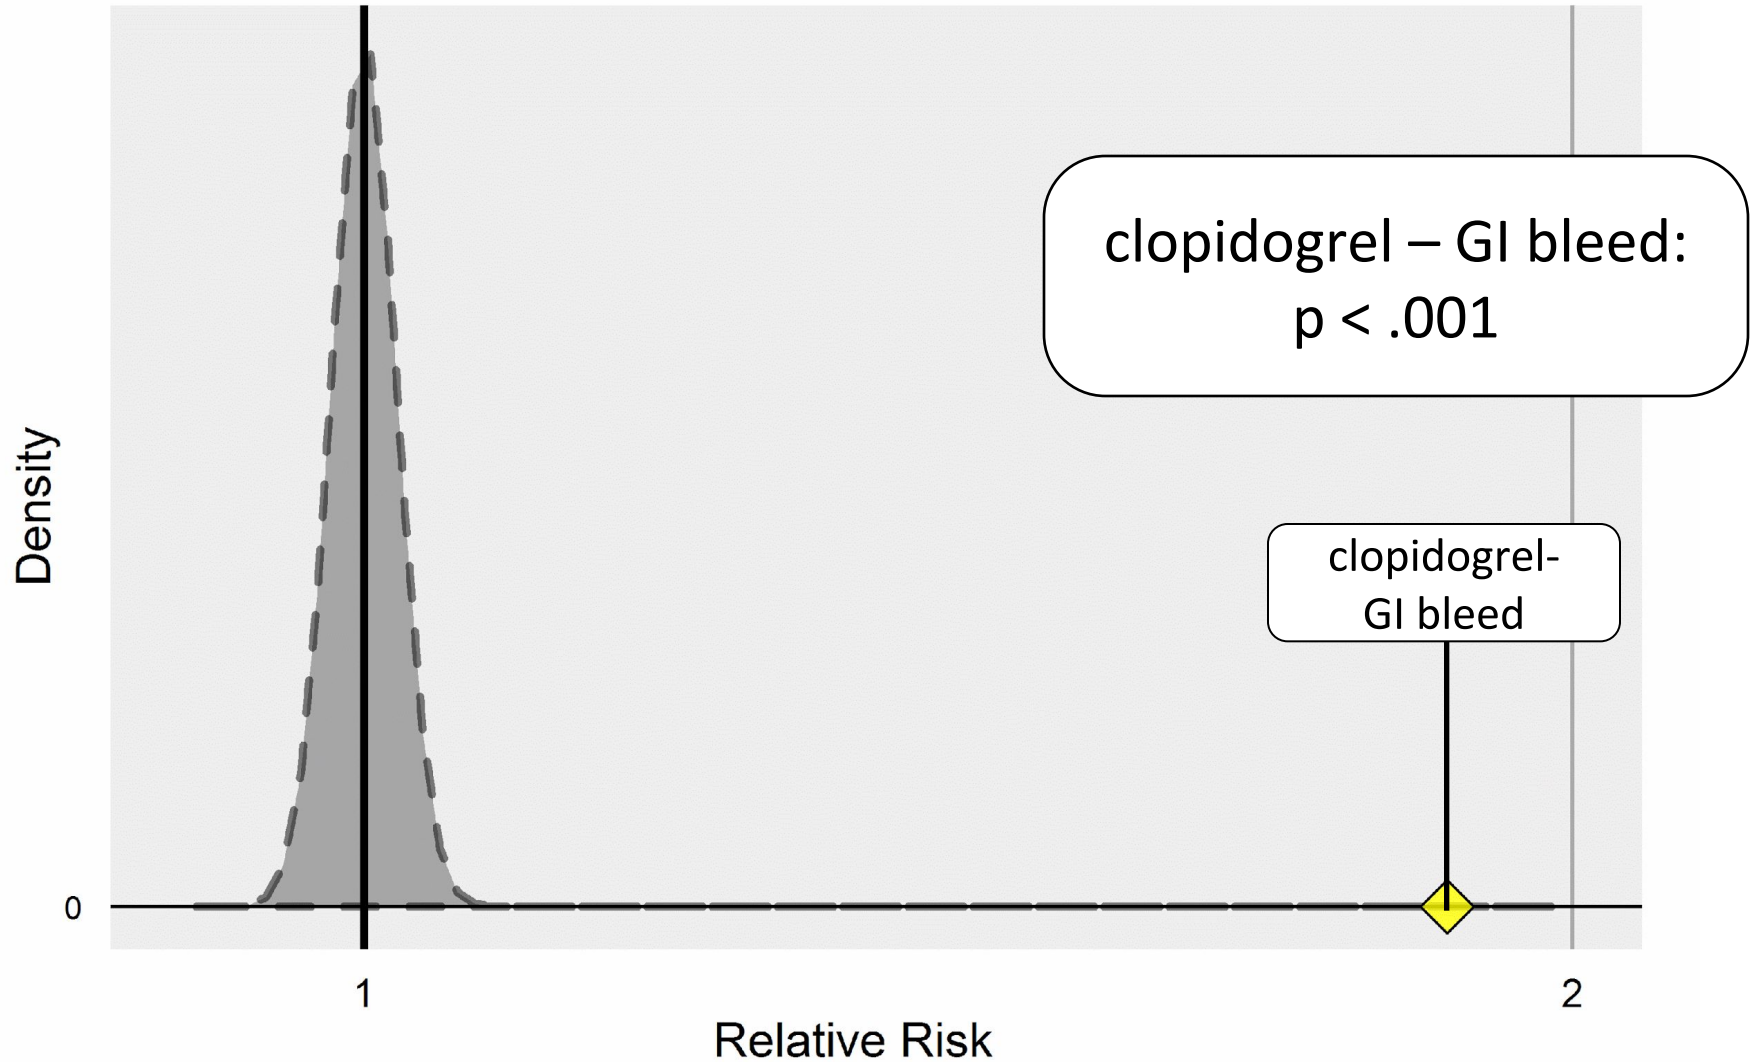 clopidogrel – GI bleed:
p < .001
clopidogrel-
GI bleed
Density
0
1
2
Relative Risk